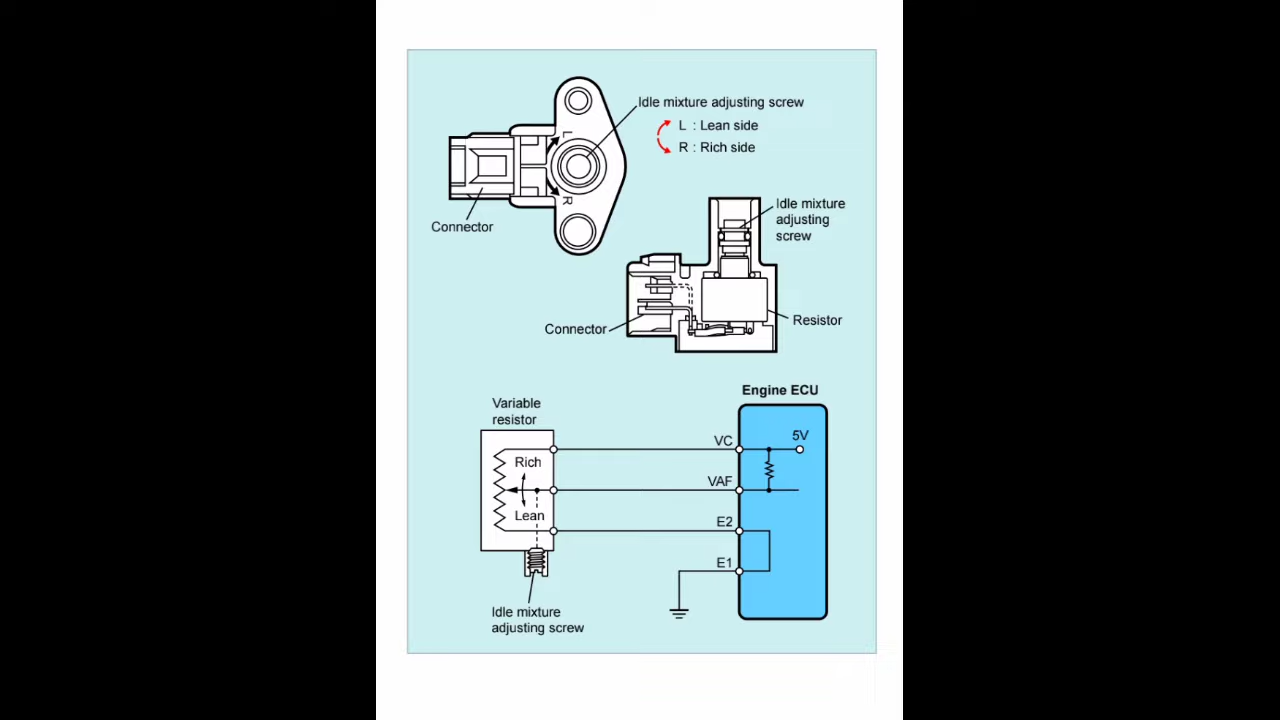 Idle mixture adjusting screw
L : Lean side
R : Rich side
L
R
Connector
Idle mixture
adjusting
screw
Connector
Resistor
Engine ECU
Variable
resistor
VC
5V
Rich
VAF
Lean
E2
E1
Idle mixture
adjusting screw